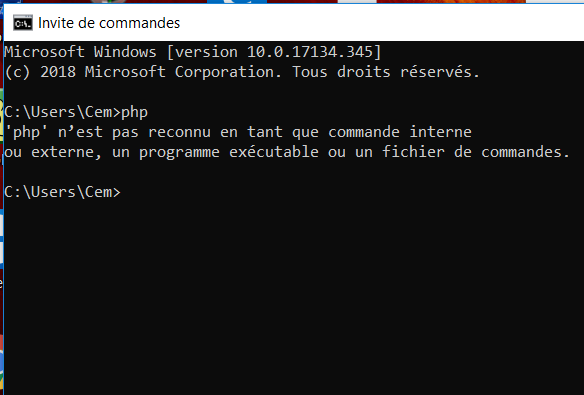 Invite de commandes
Microsoft Windows [version 10.0.17134.345]
(c) 2018 Microsoft Corporation. Tous droits réservés.
C:\Users\Cem>php
'php' n’est pas reconnu en tant que commande interne
ou externe, un programme exécutable ou un fichier de commandes.
C:\Users\Cem>